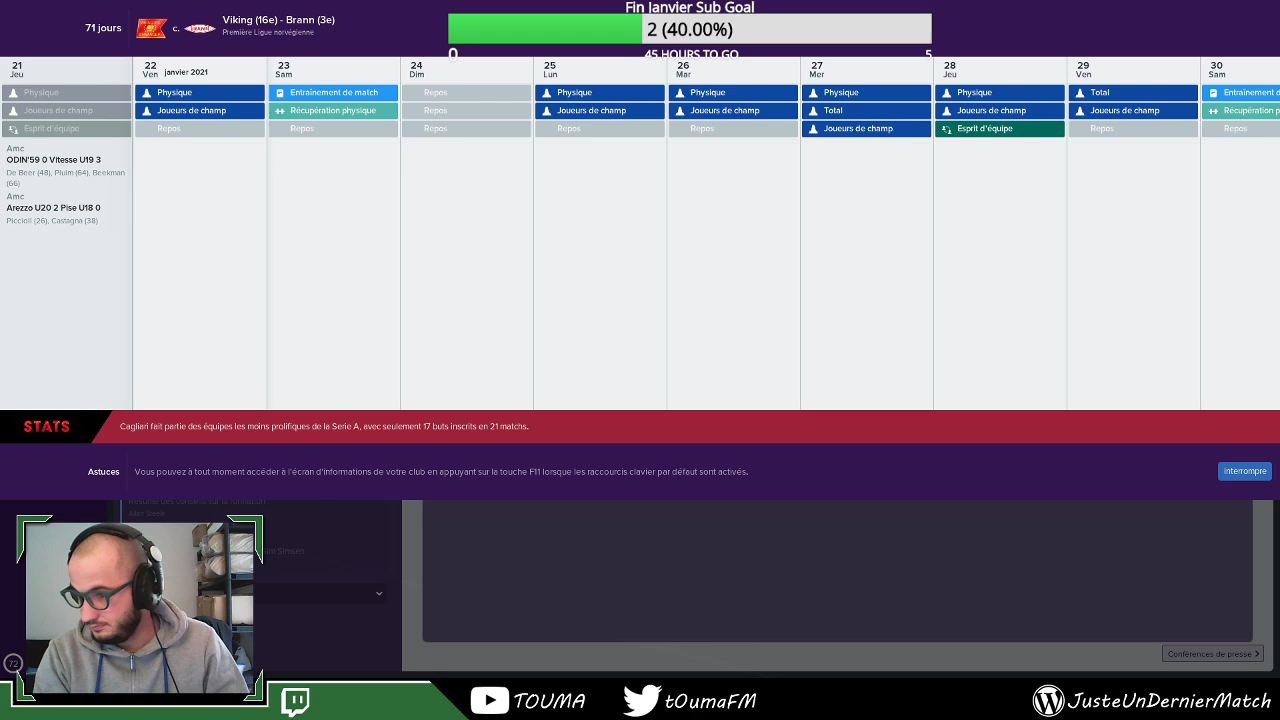 Fin Janvier Sub Goal
71 jours
c.
Viking (16e) - Brann (3e)
Première Ligue norvégienne
2 (40.00%)
0
45 HOURS TO GO
5
21
Jeu
22
Ven
janvier 2021
23
Sam
24
Dim
25
Lun
26
Mar
27
Mer
28
Jeu
29
Ven
30
Sam
Physique
Physique
Entraînement de match
Repos
Physique
Physique
Physique
Physique
Total
Entraînement d
Joueurs de champ
Joueurs de champ
Récupération physique
Repos
Joueurs de champ
Joueurs de champ
Total
Joueurs de champ
Joueurs de champ
Récupération p
Esprit d'équipe
Repos
Repos
Repos
Repos
Repos
Joueurs de champ
Esprit d'équipe
Repos
Repos
Amc
ODIN'59 0 Vitesse U19 3
De Beer (48), Pluim (64), Beekman
(66)
Amc
Arezzo U20 2 Pise U18 0
Piccioli (26), Castagna (38)
STATS
Cagliari fait partie des équipes les moins prolifiques de la Serie A, avec seulement 17 buts inscrits en 21 matchs.
Astuces
Vous pouvez à tout moment accéder à l'écran d'informations de votre club en appuyant sur la touche F11 lorsque les raccourcis clavier par défaut sont activés.
Interrompre
Résumé des conseils sur la formation
Conférences de presse
72
TOUMA
tOumaFM
JusteUnDernierMatch